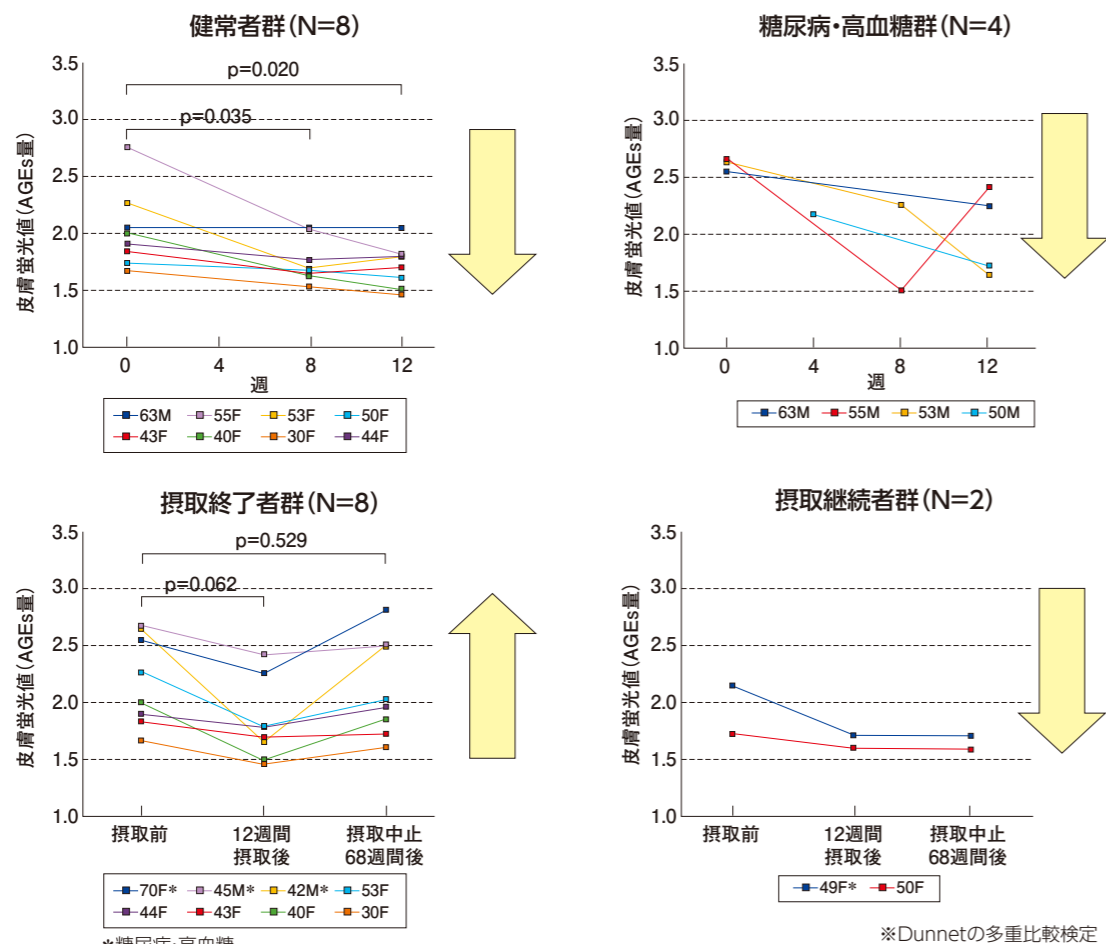 健常者群(N=8)
3.5
3.0
2.5
2.0
1.5
1.0
皮膚蛍光値(AGEs量)
p=0.020
p=0.035
0 4 8 12
週
63M 55F 53F 50F
43F 40F 30F 44F
糖尿病・高血糖群(N=4)
3.5
3.0
2.5
2.0
1.5
1.0
皮膚蛍光値(AGEs量)
0 4 8 12
週
63M 55M 53M 50M
摂取終了者群(N=8)
3.5
3.0
2.5
2.0
1.5
1.0
皮膚蛍光値(AGEs量)
p=0.529
p=0.062
摂取前 12週間 摂取中止
摂取後 68週間後
70F* 45M* 42M* 53F
44F 43F 40F 30F
*糖尿病・高血糖
摂取継続者群(N=2)
3.5
3.0
2.5
2.0
1.5
1.0
皮膚蛍光値(AGEs量)
摂取前 12週間 摂取中止
摂取後 68週間後
49F* 50F
※Dunnetの多重比較検定